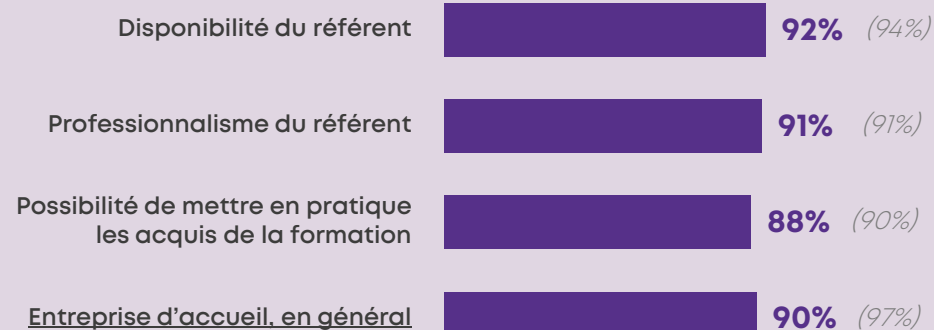 Disponibilité du référent 92% (94%)
Professionnalisme du référent 91% (91%)
Possibilité de mettre en pratique
les acquis de la formation 88% (90%)
Entreprise d'accueil, en général 90% (97%)